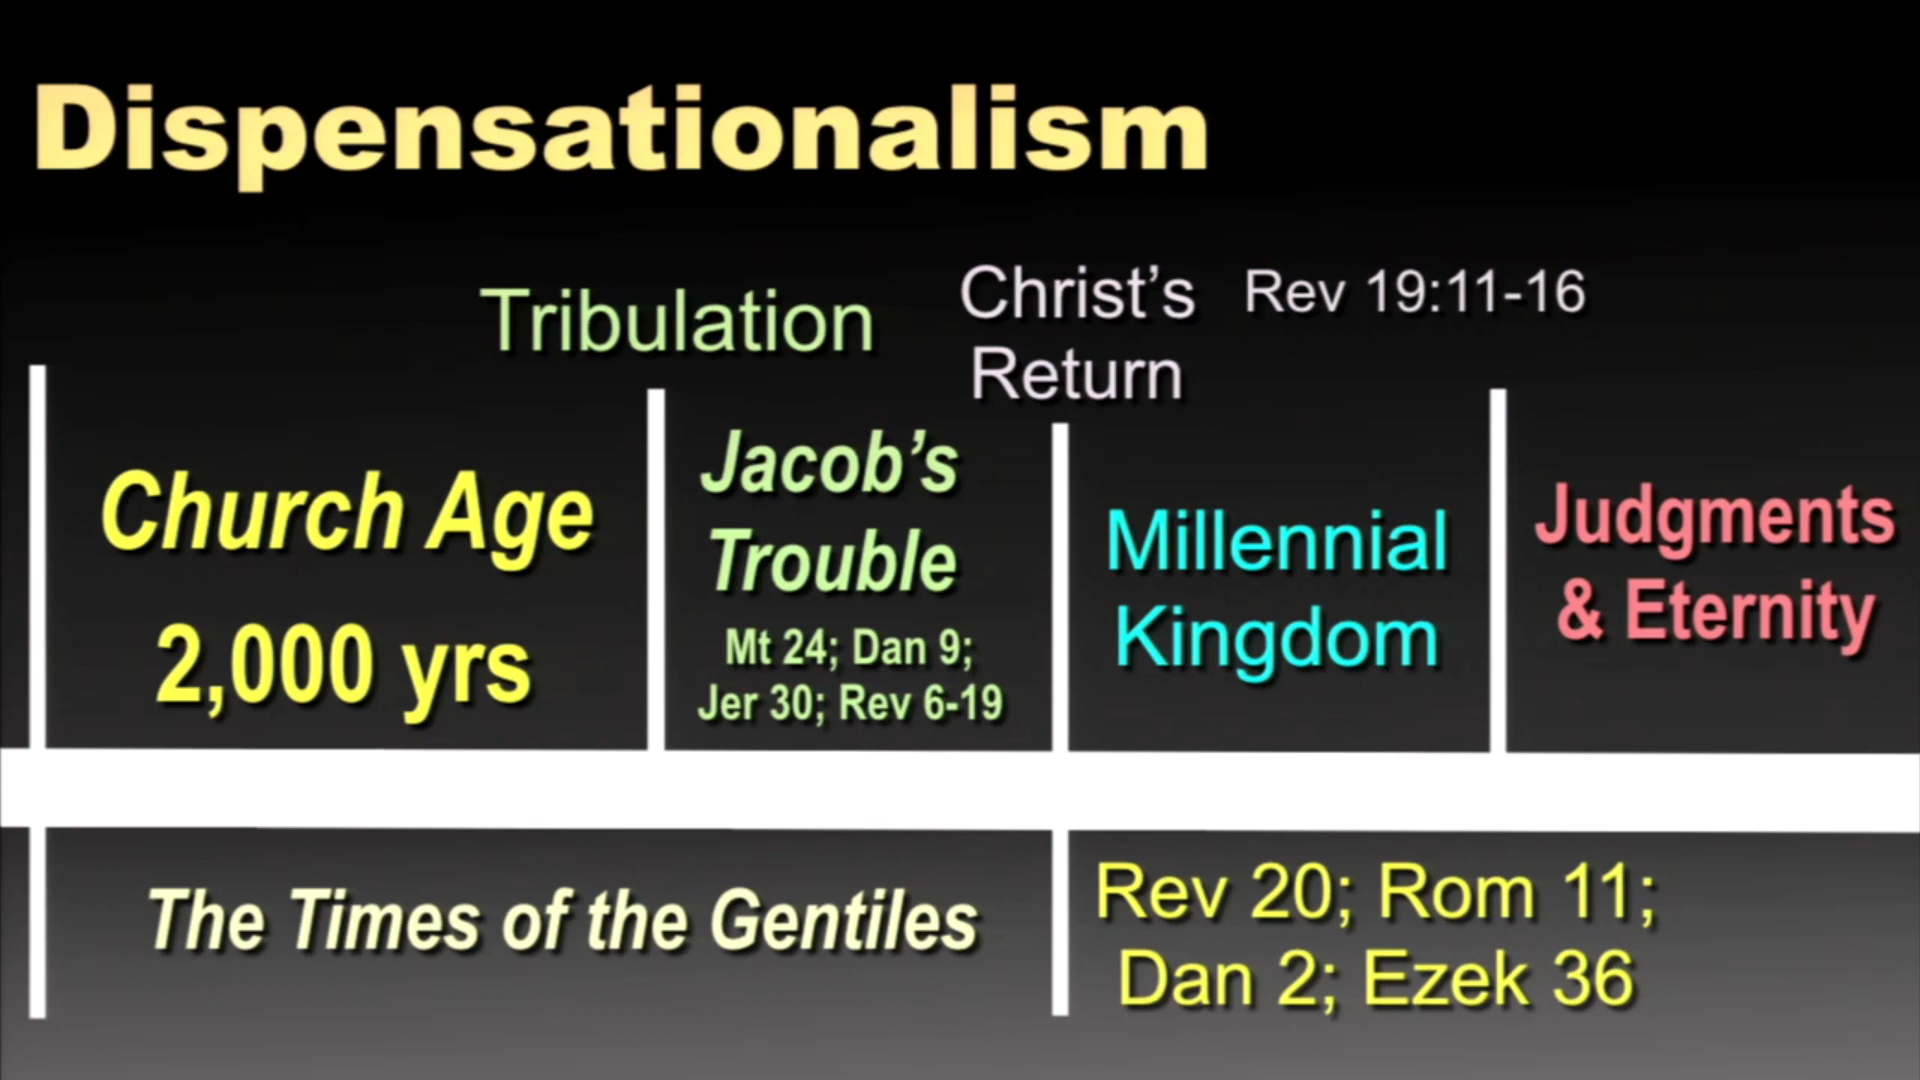 Dispensationalism
Tribulation
Christ's
Return
Rev 19:11-16
Church Age
2,000 yrs
Jacob's
Trouble
Mt 24; Dan 9;
Jer 30; Rev 6-19
Millennial
Kingdom
Judgments
& Eternity
The Times of the Gentiles
Rev 20; Rom 11;
Dan 2; Ezek 36